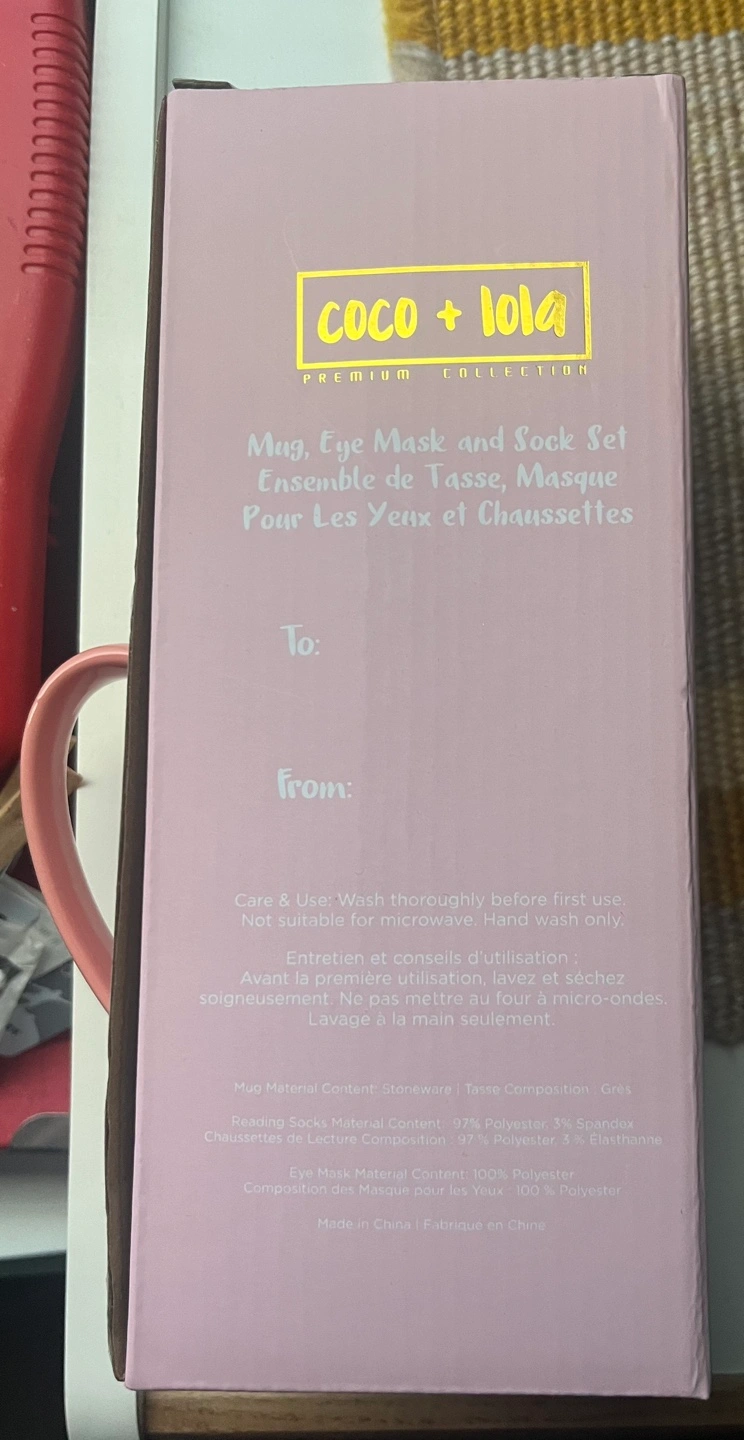 coco + lola
PREMIUM COLLECTION
Mug, Eye Mask and Sock Set
Ensemble de Tasse, Masque
Pour Les Yeux et Chaussettes
To:
From:
Care & Use: Wash thoroughly before first use.
Not suitable for microwave. Hand wash only.
Entretien et conseils d'utilisation :
Avant la première utilisation, lavez et séchez
soigneusement. Ne pas mettre au four à micro-ondes.
Lavage à la main seulement.
Mug Material Content: Stoneware | Tasse Composition : Grès
Reading Socks Material Content: 97% Polyester, 3% Spandex
Chaussettes de Lecture Composition : 97 % Polyester, 3 % Élasthanne
Eye Mask Material Content: 100% Polyester
Composition des Masque pour les Yeux : 100 % Polyester
Made in China | Fabriqué en Chine